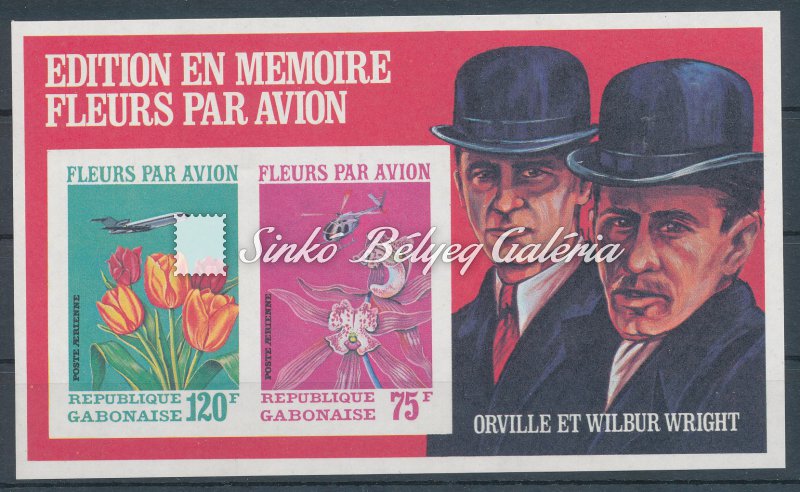 EDITION EN MEMOIRE
FLEURS PAR AVION
FLEURS PAR AVION
POSTE AERIENNE
REPUBLIQUE
GABONAISE 120F
FLEURS PAR AVION
POSTE AERIENNE
REPUBLIQUE
GABONAISE 75F
ORVILLE ET WILBUR WRIGHT
Sinko Bélyeg Galéria